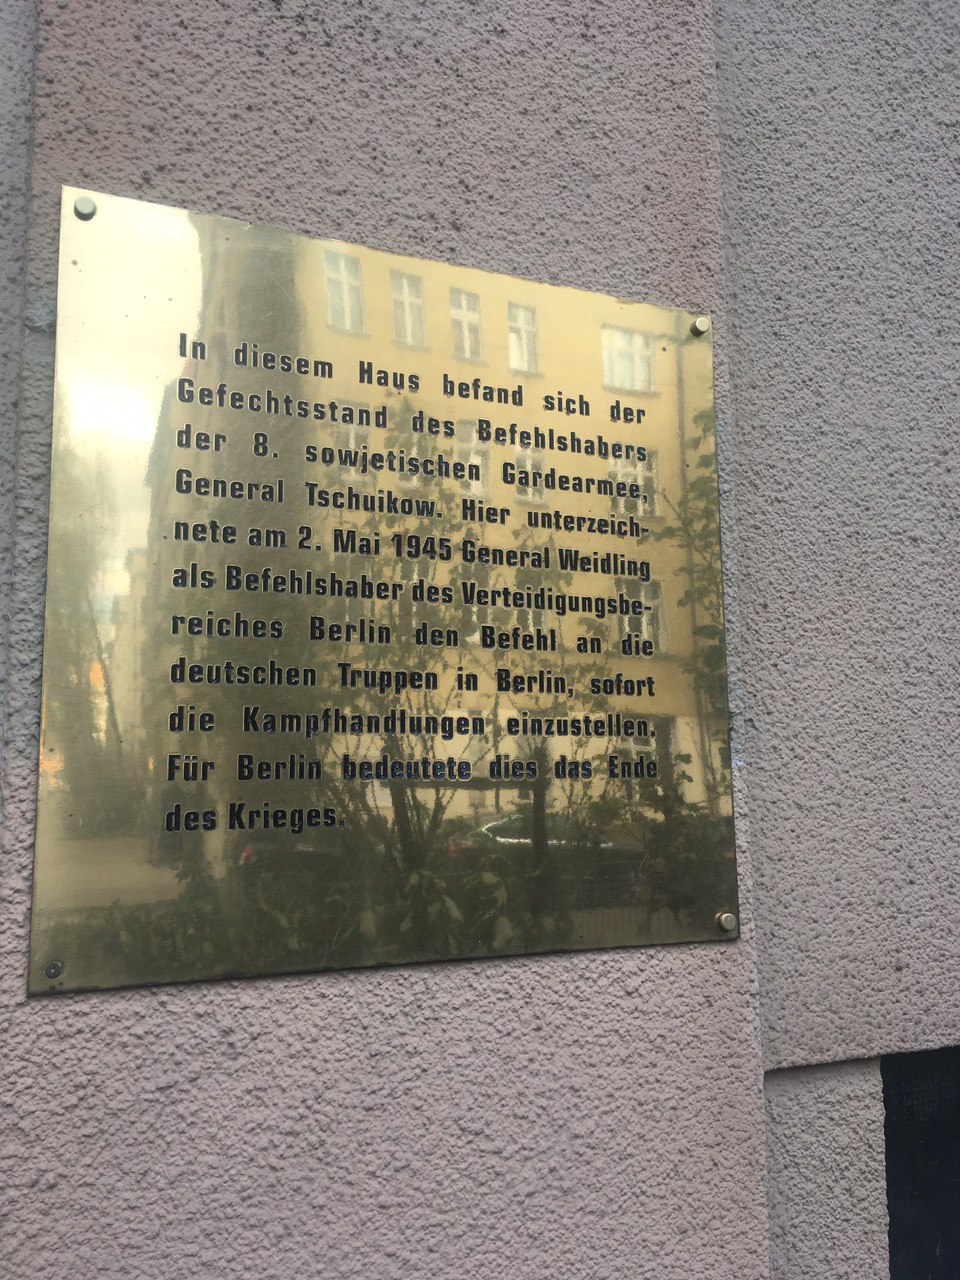 In diesem Haus befand sich der
Gefechtsstand des Befehlshabers
der 8. sowjetischen Gardearmee,
General Tschuikow. Hier unterzeich-
nete am 2. Mai 1945 General Weidling
als Befehlshaber des Verteidigungsbe-
reiches Berlin den Befehl an die
deutschen Truppen in Berlin, sofort
die Kampfhandlungen einzustellen.
Für Berlin bedeutete dies das Ende
des Krieges.